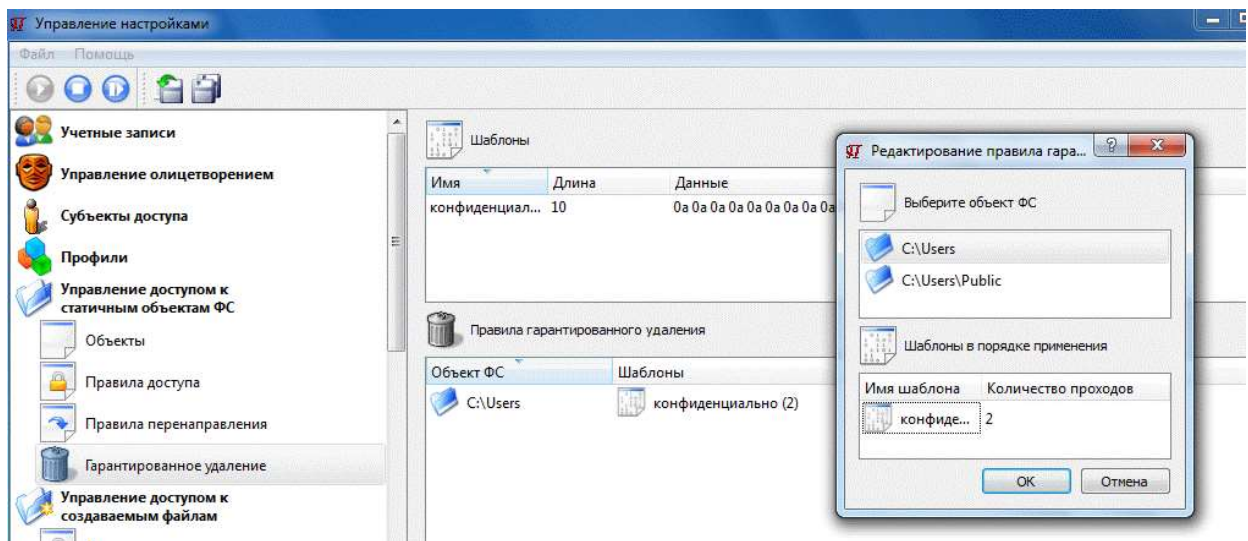 Управление настройками
Файл Помощь
Учетные записи
Управление олицетворением
Субъекты доступа
Профили
Управление доступом к
статичным объектам ФС
Объекты
Правила доступа
Правила перенаправления
Гарантированное удаление
Управление доступом к
создаваемым файлам
Шаблоны
Имя Длина Данные
конфиденциал... 10 0a 0a 0a 0a 0a 0a 0a 0a 0a
Правила гарантированного удаления
Объект ФС Шаблоны
C:\Users конфиденциально (2)
Редактирование правила гара...
Выберите объект ФС
C:\Users
C:\Users\Public
Шаблоны в порядке применения
Имя шаблона Количество проходов
конфиде... 2
ОК Отмена